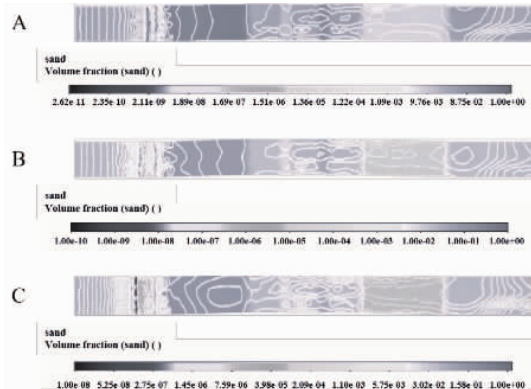 A
sand
Volume fraction (sand) ( )
2.62e 11 2.35e 10 2.11e 09 1.89e-08 1.69e-07 1.51e-06 1.36e-05 1.22e-04 1.09e-03 9.76e-03 8.75e-02 1.00e+00
B
sand
Volume fraction (sand) ( )
1.00e-10 1.00e-09 1.00e-08 1.00e-07 1.00e-06 1.00e-05 1.00e-04 1.00e-03 1.00e-02 1.00e-01 1.00e+00
C
sand
Volume fraction (sand) ( )
1.00e-08 5.25e-08 2.75e-07 1.45e-06 7.59e-06 3.98e-05 2.09e-04 1.10e-03 5.75e-03 3.02e-02 1.58e-01 1.00e+00